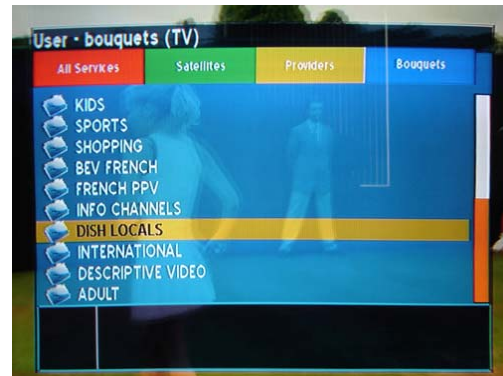 User - bouquets (TV)
All Services Satellites Providers Bouquets
KIDS
SPORTS
SHOPPING
BEV FRENCH
FRENCH PPV
INFO CHANNELS
DISH LOCALS
INTERNATIONAL
DESCRIPTIVE VIDEO
ADULT